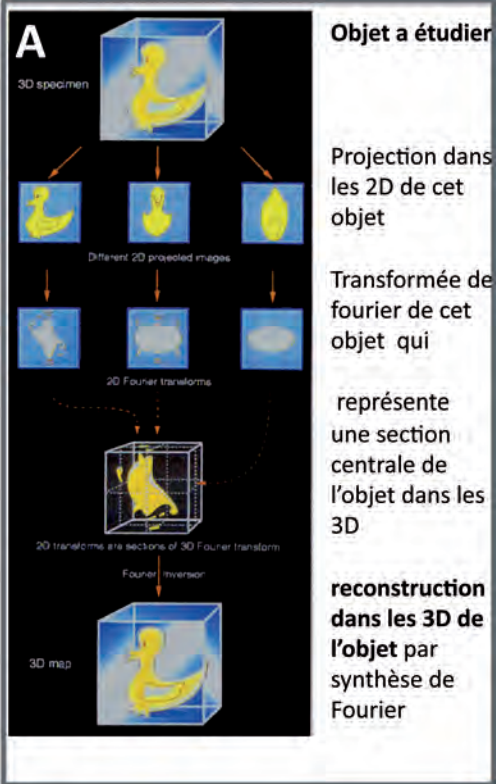 A
3D specimen
Different 2D projected images
2D Fourier transforms
2D transforms are sections of 3D Fourier transform
Fourier inversion
3D map
Objet a étudier
Projection dans
les 2D de cet
objet
Transformée de
fourier de cet
objet qui
représente
une section
centrale de
l'objet dans les
3D
reconstruction
dans les 3D de
l'objet par
synthèse de
Fourier